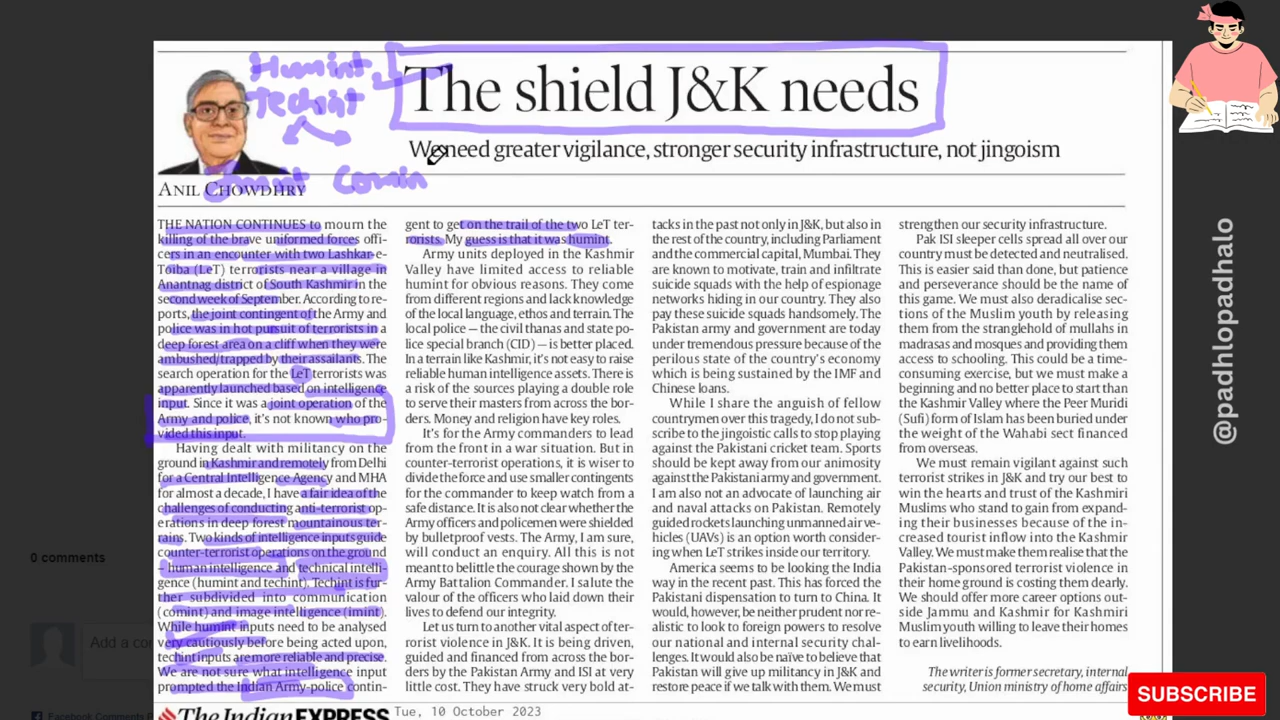 Humint
Techint
Imint Comin
The shield J&K needs
We need greater vigilance, stronger security infrastructure, not jingoism
ANIL CHOWDHRY
THE NATION CONTINUES to mourn the
killing of the brave uniformed forces offi-
cers in an encounter with two Lashkar-e-
Toiba (LeT) terrorists near a village in
Anantnag district of South Kashmir in the
second week of September. According to re-
ports, the joint contingent of the Army and
police was in hot pursuit of terrorists in a
deep forest area on a cliff when they were
ambushed/trapped by their assailants. The
search operation for the LeT terrorists was
apparently launched based on intelligence
input. Since it was a joint operation of the
Army and police, it's not known who pro-
vided this input.
Having dealt with militancy on the
ground in Kashmir and remotely from Delhi
for a Central Intelligence Agency and MHA
for almost a decade, I have a fair idea of the
challenges of conducting anti-terrorist op-
erations in deep forest mountainous ter-
rains. Two kinds of intelligence inputs guide
counter-terrorist operations on the ground
– human intelligence and technical intelli-
gence (humint and techint). Techint is fur-
ther subdivided into communication
(comint) and image intelligence (imint).
While humint inputs need to be analysed
very cautiously before being acted upon,
techint inputs are more reliable and precise.
We are not sure what intelligence input
prompted the Indian Army-police contin-
gent to get on the trail of the two LeT ter-
rorists. My guess is that it was humint.
Army units deployed in the Kashmir
Valley have limited access to reliable
humint for obvious reasons. They come
from different regions and lack knowledge
of the local language, ethos and terrain. The
local police — the civil thanas and state po-
lice special branch (CID) — is better placed.
In a terrain like Kashmir, it's not easy to raise
reliable human intelligence assets. There is
a risk of the sources playing a double role
to serve their masters from across the bor-
ders. Money and religion have key roles.
It's for the Army commanders to lead
from the front in a war situation. But in
counter-terrorist operations, it is wiser to
divide the force and use smaller contingents
for the commander to keep watch from a
safe distance. It is also not clear whether the
Army officers and policemen were shielded
by bulletproof vests. The Army, I am sure,
will conduct an enquiry. All this is not
meant to belittle the courage shown by the
Army Battalion Commander. I salute the
valour of the officers who laid down their
lives to defend our integrity.
Let us turn to another vital aspect of ter-
rorist violence in J&K. It is being driven,
guided and financed from across the bor-
ders by the Pakistan Army and ISI at very
little cost. They have struck very bold at-
tacks in the past not only in J&K, but also in
the rest of the country, including Parliament
and the commercial capital, Mumbai. They
are known to motivate, train and infiltrate
suicide squads with the help of espionage
networks hiding in our country. They also
pay these suicide squads handsomely. The
Pakistan army and government are today
under tremendous pressure because of the
perilous state of the country's economy
which is being sustained by the IMF and
Chinese loans.
While I share the anguish of fellow
countrymen over this tragedy, I do not sub-
scribe to the jingoistic calls to stop playing
against the Pakistani cricket team. Sports
should be kept away from our animosity
against the Pakistani army and government.
I am also not an advocate of launching air
and naval attacks on Pakistan. Remotely
guided rockets launching unmanned air ve-
hicles (UAVs) is an option worth consider-
ing when LeT strikes inside our territory.
America seems to be looking the India
way in the recent past. This has forced the
Pakistani dispensation to turn to China. It
would, however, be neither prudent nor re-
alistic to look to foreign powers to resolve
our national and internal security chal-
lenges. It would also be naïve to believe that
Pakistan will give up militancy in J&K and
restore peace if we talk with them. We must
strengthen our security infrastructure.
Pak ISI sleeper cells spread all over our
country must be detected and neutralised.
This is easier said than done, but patience
and perseverance should be the name of
this game. We must also deradicalise sec-
tions of the Muslim youth by releasing
them from the stranglehold of mullahs in
madrasas and mosques and providing them
access to schooling. This could be a time-
consuming exercise, but we must make a
beginning and no better place to start than
the Kashmir Valley where the Peer Muridi
(Sufi) form of Islam has been buried under
the weight of the Wahabi sect financed
from overseas.
We must remain vigilant against such
terrorist strikes in J&K and try our best to
win the hearts and trust of the Kashmiri
Muslims who stand to gain from expand-
ing their businesses because of the in-
creased tourist inflow into the Kashmir
Valley. We must make them realise that the
Pakistan-sponsored terrorist violence in
their home ground is costing them dearly.
We should offer more career options out-
side Jammu and Kashmir for Kashmiri
Muslim youth willing to leave their homes
to earn livelihoods.
The writer is former secretary, internal
security, Union ministry of home affairs
The Indian EXPRESS
Tue, 10 October 2023
0 comments
Add a co
Facebook Comments P
@padhlopadhalo
SUBSCRIBE